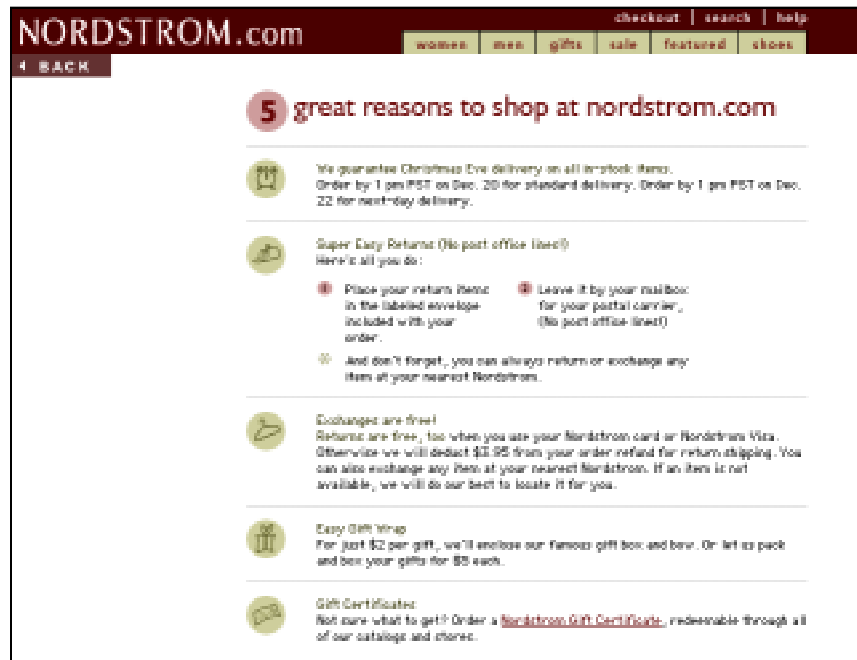 checkout | search | help
NORDSTROM.com
women men gifts sale featured shoes
BACK
5 great reasons to shop at nordstrom.com
We guarantee Christmas Eve delivery on all in-stock items.
Order by 1 pm PST on Dec. 20 for standard delivery. Order by 1 pm PST on Dec.
22 for next-day delivery.
Super Easy Returns (No post office lines!)
Here's all you do:
1 Place your return items
in the labeled envelope
included with your
order.
2 Leave it by your mailbox
for your postal carrier,
(No post office lines!)
And don't forget, you can always return or exchange any
item at your nearest Nordstrom.
Exchanges are free!
Returns are free, too when you use your Nordstrom card or Nordstrom Visa.
Otherwise we will deduct $3.95 from your order refund for return shipping. You
can also exchange any item at your nearest Nordstrom. If an item is not
available, we will do our best to locate it for you.
Easy Gift Wrap
For just $2 per gift, we'll enclose our famous gift box and bow. Or let us pack
and box your gifts for $5 each.
Gift Certificates
Not sure what to get? Order a Nordstrom Gift Certificate, redeemable through all
of our catalogs and stores.